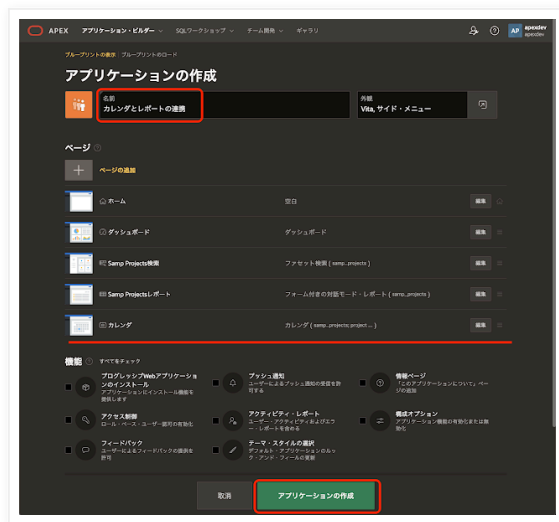 APEX アプリケーション・ビルダー SQLワークショップ チーム開発 ギャラリ AP apexdev
apexdev
ブループリントの表示 ブループリントのロード
アプリケーションの作成
名前
カレンダとレポートの連携
外観
Vita, サイド・メニュー
ページ
ページの追加
ホーム 空白 編集
ダッシュボード ダッシュボード 編集
Samp Projects検索 ファセット検索 ( samp_projects ) 編集
Samp Projectsレポート フォーム付きの対話モード・レポート ( samp_projects ) 編集
カレンダ カレンダ ( samp_projects; project ... ) 編集
機能 すべてをチェック
プログレッシブWebアプリケーションのインストール
アプリケーションにインストール機能を提供します
プッシュ通知
ユーザーによるプッシュ通知の受信を許可する
情報ページ
「このアプリケーションについて」ページの追加
アクセス制御
ロール・ベース・ユーザー認可の有効化
アクティビティ・レポート
ユーザー・アクティビティおよびエラー・レポートを含める
構成オプション
アプリケーション機能の有効化または無効化
フィードバック
ユーザーによるフィードバックの提供を許可
テーマ・スタイルの選択
デフォルト・アプリケーションのルック・アンド・フィールの更新
取消 アプリケーションの作成